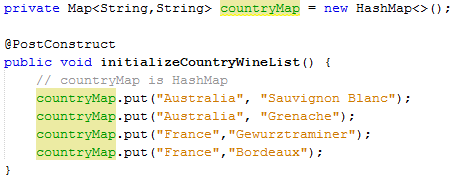 private Map<String,String> countryMap = new HashMap<>();
@PostConstruct
public void initializeCountryWineList() {
// countryMap is HashMap
countryMap.put("Australia", "Sauvignon Blanc");
countryMap.put("Australia", "Grenache");
countryMap.put("France","Gewurztraminer");
countryMap.put("France","Bordeaux");
}